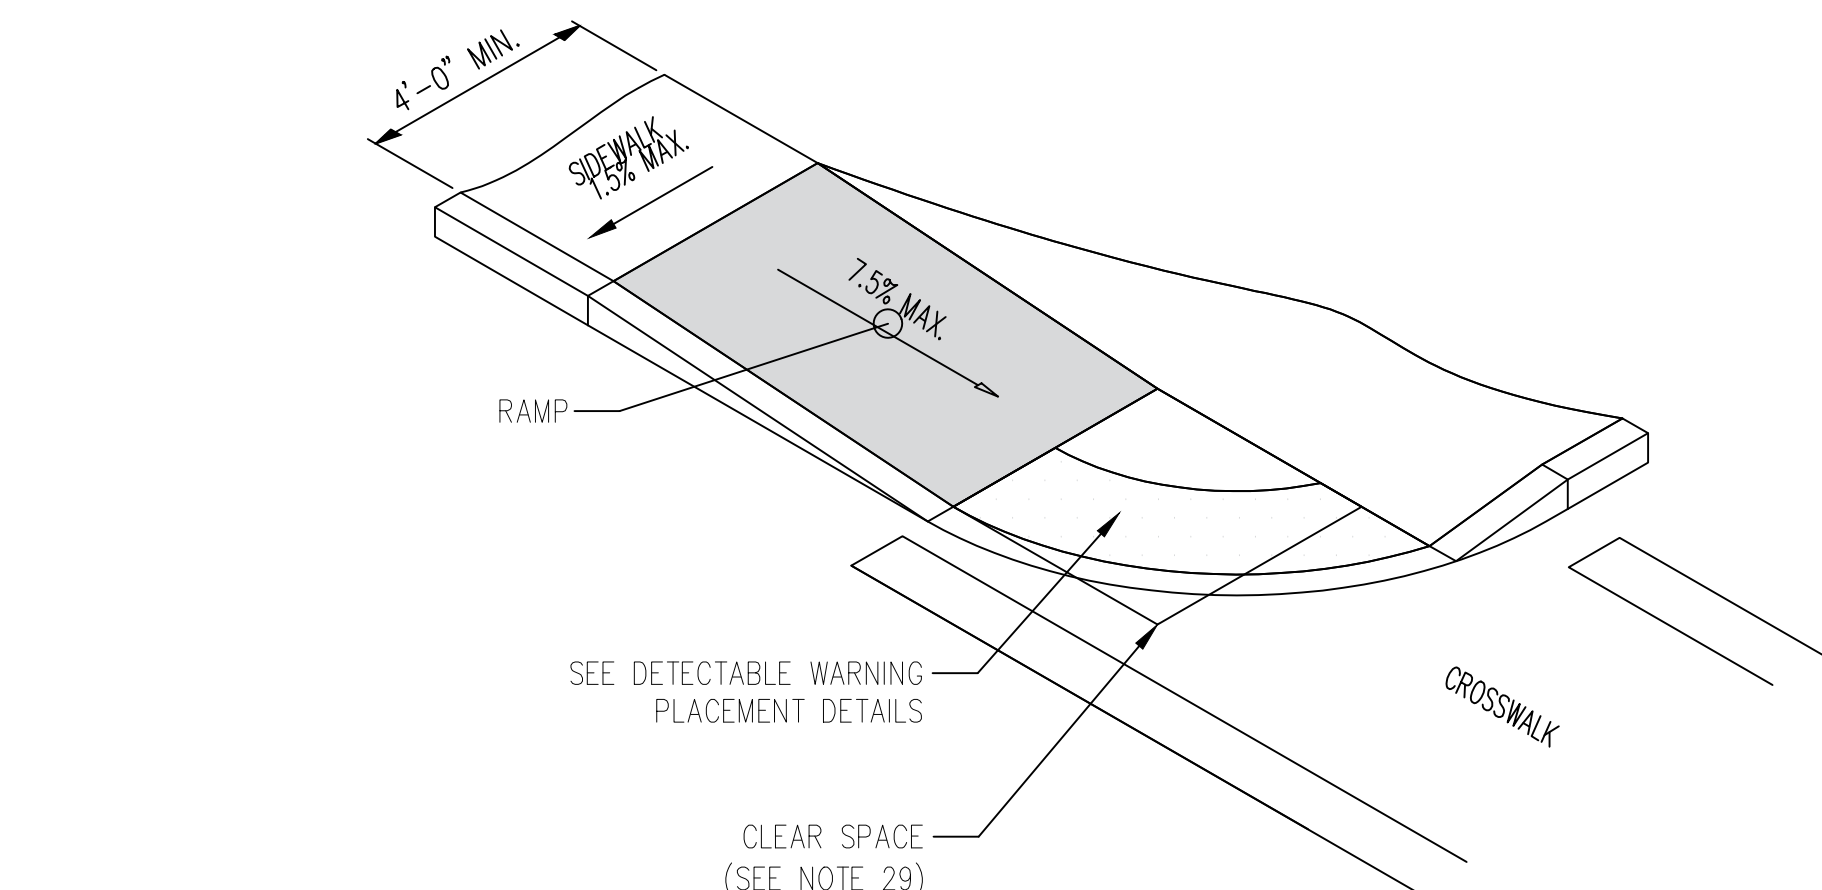 4'-0" MIN.
SIDEWALK
1.5% MAX.
7.5% MAX.
RAMP
SEE DETECTABLE WARNING
PLACEMENT DETAILS
CROSSWALK
CLEAR SPACE
(SEE NOTE 29)